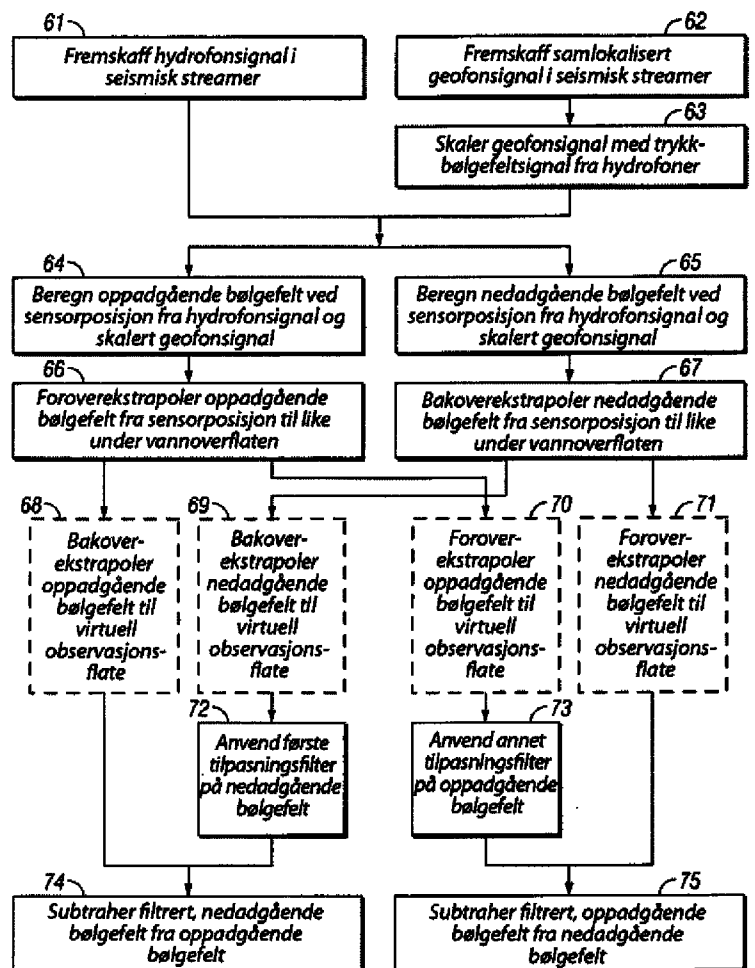 61
Fremskaff hydrofonsignal i
seismisk streamer
62
Fremskaff samlokalisert
geofonsignal i seismisk streamer
63
Skaler geofonsignal med trykk-
bølgefeltsignal fra hydrofoner
64
Beregn oppadgående bølgefelt ved
sensorposisjon fra hydrofonsignal og
skalert geofonsignal
65
Beregn nedadgående bølgefelt ved
sensorposisjon fra hydrofonsignal og
skalert geofonsignal
66
Foroverekstrapoler oppadgående
bølgefelt fra sensorposisjon til like
under vannoverflaten
67
Bakoverekstrapoler nedadgående
bølgefelt fra sensorposisjon til like
under vannoverflaten
68
Bakover-
ekstrapoler
oppadgående
bølgefelt til
virtuell
observasjons-
flate
69
Bakover-
ekstrapoler
nedadgående
bølgefelt til
virtuell
observasjons-
flate
70
Forover-
ekstrapoler
oppadgående
bølgefelt til
virtuell
observasjons-
flate
71
Forover-
ekstrapoler
nedadgående
bølgefelt til
virtuell
observasjons-
flate
72
Anvend første
tilpasningsfilter
på nedadgående
bølgefelt
73
Anvend annet
tilpasningsfilter
på oppadgående
bølgefelt
74
Subtraher filtrert, nedadgående
bølgefelt fra oppadgående
bølgefelt
75
Subtraher filtrert, oppadgående
bølgefelt fra nedadgående
bølgefelt